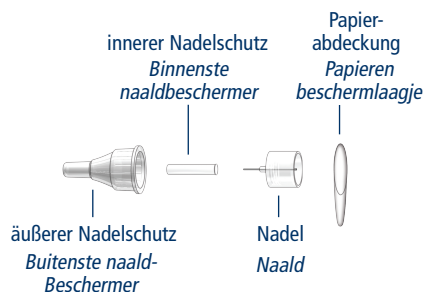 innerer Nadelschutz
Binnenste
naaldbeschermer
Papier-
abdeckung
Papieren
beschermlaagje
äußerer Nadelschutz
Buitenste naald-
Beschermer
Nadel
Naald